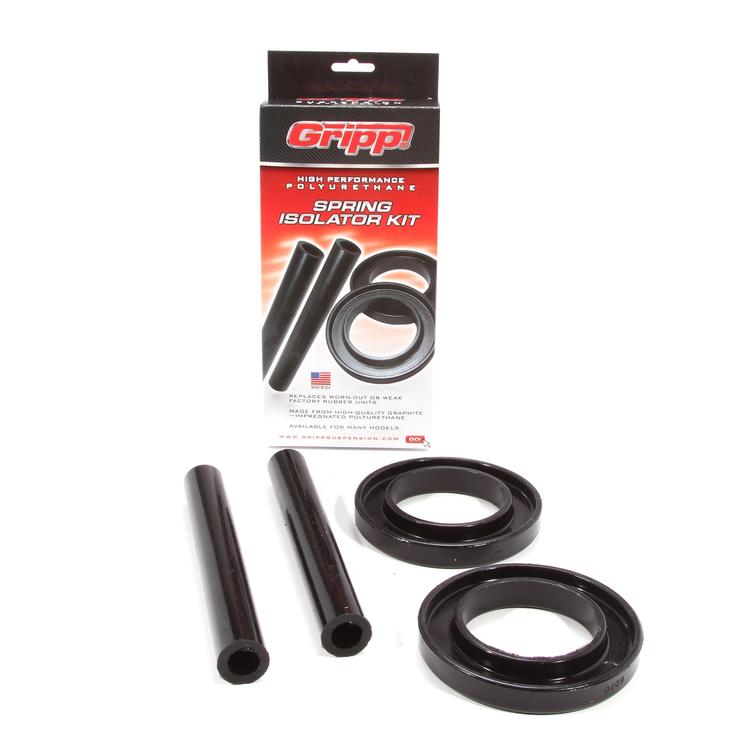 SUSPENSION
Gripp!
HIGH PERFORMANCE
POLYURETHANE
SPRING
ISOLATOR KIT
MADE IN USA
REPLACES WORN-OUT OR WEAK
FACTORY RUBBER UNITS
MADE FROM HIGH-QUALITY GRAPHITE
—IMPREGNATED POLYURETHANE
AVAILABLE FOR MANY MODELS
WWW.GRIPPSUSPENSION.COM GO!